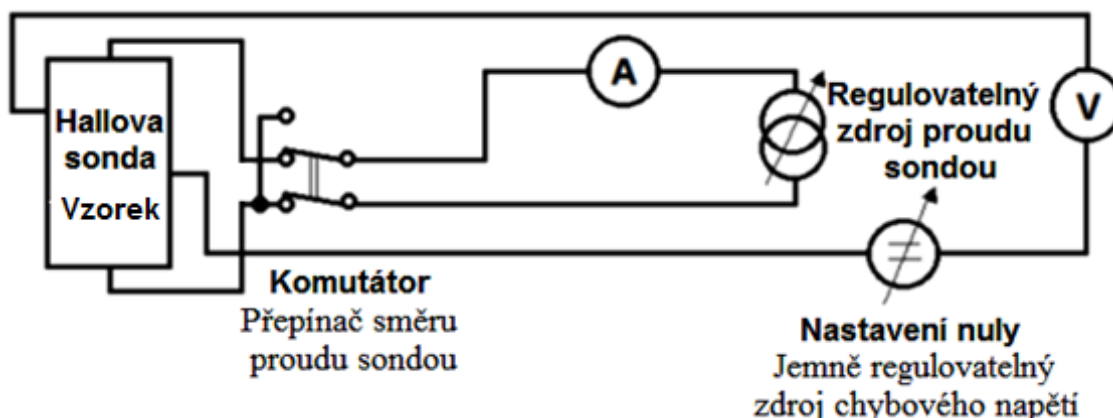 Hallova
sonda
Vzorek
A
Regulovatelný
zdroj proudu
sondou
V
Komutátor
Přepínač směru
proudu sondou
Nastavení nuly
Jemně regulovatelný
zdroj chybového napětí